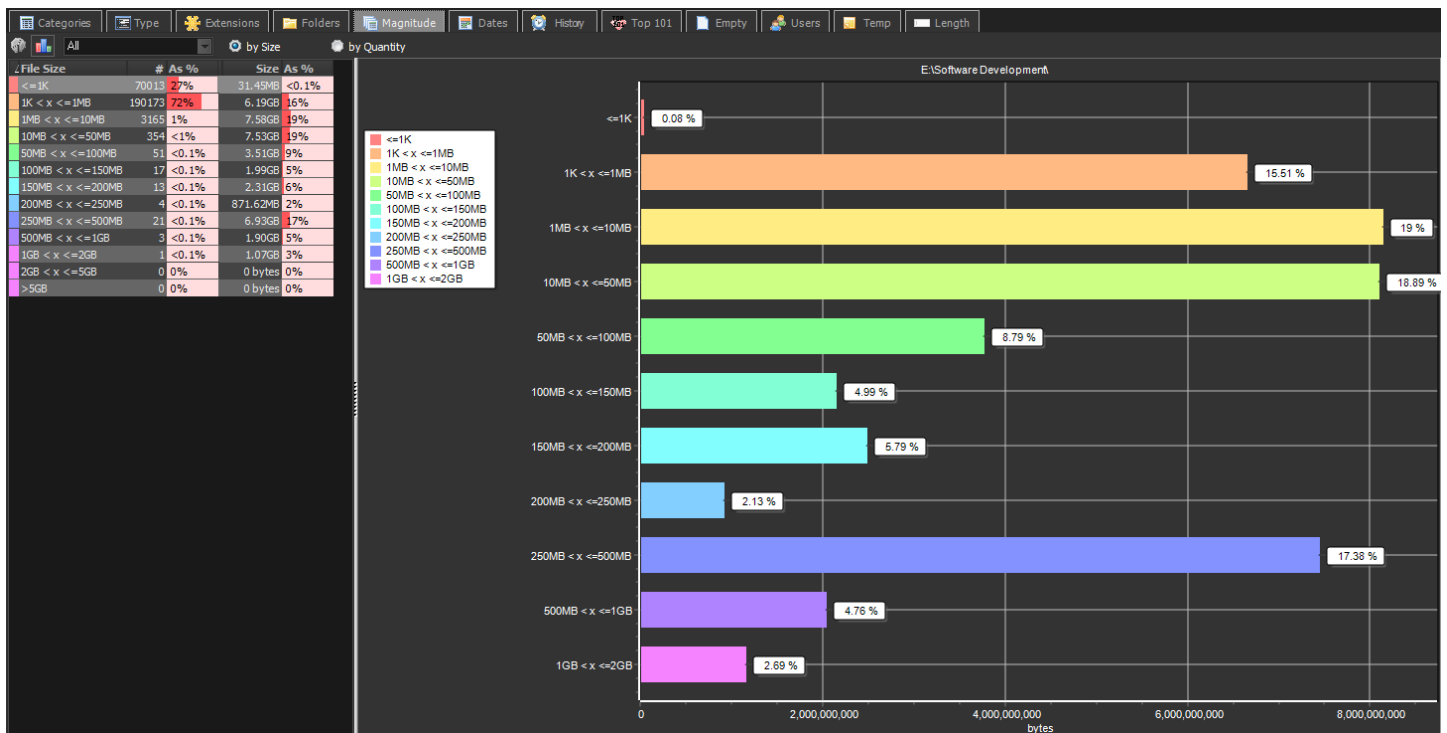 Categories Type Extensions Folders Magnitude Dates History Top 101 Empty Users Temp Length
All by Size by Quantity
File Size # As % Size As %
<=1K 70013 27% 31.45MB <0.1%
1K < x <=1MB 190173 72% 6.19GB 16%
1MB < x <=10MB 3165 1% 7.58GB 19%
10MB < x <=50MB 354 <1% 7.53GB 19%
50MB < x <=100MB 51 <0.1% 3.51GB 9%
100MB < x <=150MB 17 <0.1% 1.99GB 5%
150MB < x <=200MB 13 <0.1% 2.31GB 6%
200MB < x <=250MB 4 <0.1% 871.62MB 2%
250MB < x <=500MB 21 <0.1% 6.93GB 17%
500MB < x <=1GB 3 <0.1% 1.90GB 5%
1GB < x <=2GB 1 <0.1% 1.07GB 3%
2GB < x <=5GB 0 0% 0 bytes 0%
>5GB 0 0% 0 bytes 0%
<=1K
1K < x <=1MB
1MB < x <=10MB
10MB < x <=50MB
50MB < x <=100MB
100MB < x <=150MB
150MB < x <=200MB
200MB < x <=250MB
250MB < x <=500MB
500MB < x <=1GB
1GB < x <=2GB
E:\Software Development\
<=1K 0.08 %
1K < x <=1MB 15.51 %
1MB < x <=10MB 19 %
10MB < x <=50MB 18.89 %
50MB < x <=100MB 8.79 %
100MB < x <=150MB 4.99 %
150MB < x <=200MB 5.79 %
200MB < x <=250MB 2.13 %
250MB < x <=500MB 17.38 %
500MB < x <=1GB 4.76 %
1GB < x <=2GB 2.69 %
0 2,000,000,000 4,000,000,000 6,000,000,000 8,000,000,000
bytes